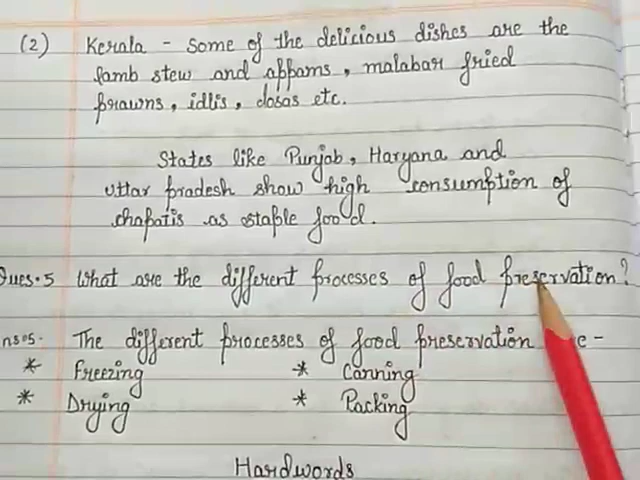 (2) Kerala - Some of the delicious dishes are the
lamb stew and appams, malabar fried
prawns, idlis, dosas etc.
States like Punjab, Haryana and
Uttar pradesh show high consumption of
chapatis as staple food.
Ques.5 What are the different processes of food preservation?
Ans.5. The different processes of food preservation
* Freezing * Canning
* Drying * Packing
Hardwords